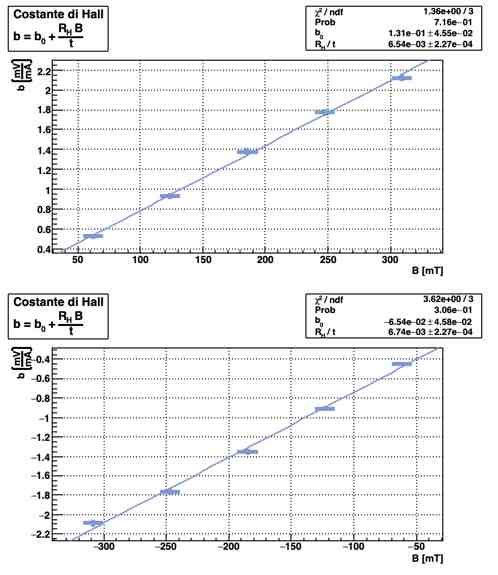 Costante di Hall
b = b0 + RH B / t
χ² / ndf 1.36e+00 / 3
Prob 7.16e−01
b0 1.31e−01 ± 4.55e−02
RH / t 6.54e−03 ± 2.27e−04
b [mV/mA]
2.2
2
1.8
1.6
1.4
1.2
1
0.8
0.6
0.4
50 100 150 200 250 300
B [mT]
Costante di Hall
b = b0 + RH B / t
χ² / ndf 3.62e+00 / 3
Prob 3.06e−01
b0 −6.54e−02 ± 4.58e−02
RH / t 6.74e−03 ± 2.27e−04
b [mV/mA]
−0.4
−0.6
−0.8
−1
−1.2
−1.4
−1.6
−1.8
−2
−2.2
−300 −250 −200 −150 −100 −50
B [mT]